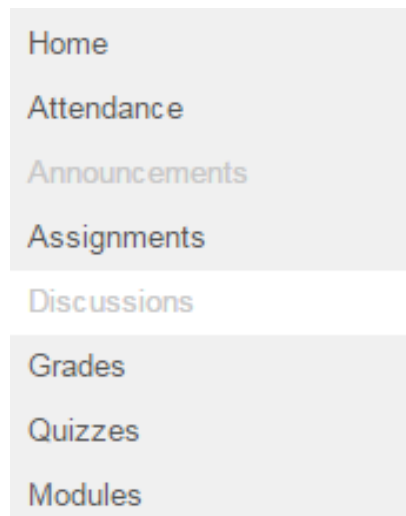 Home
Attendance
Announcements
Assignments
Discussions
Grades
Quizzes
Modules